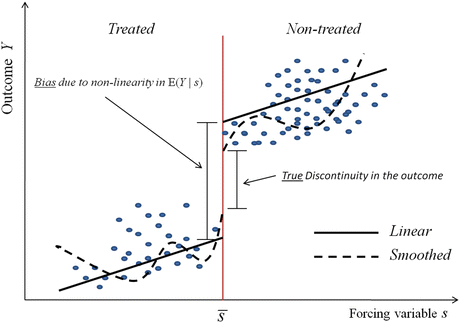 Treated
Non-treated
Outcome Y
Bias due to non-linearity in E(Y | s)
True Discontinuity in the outcome
Linear
Smoothed
s̅
Forcing variable s